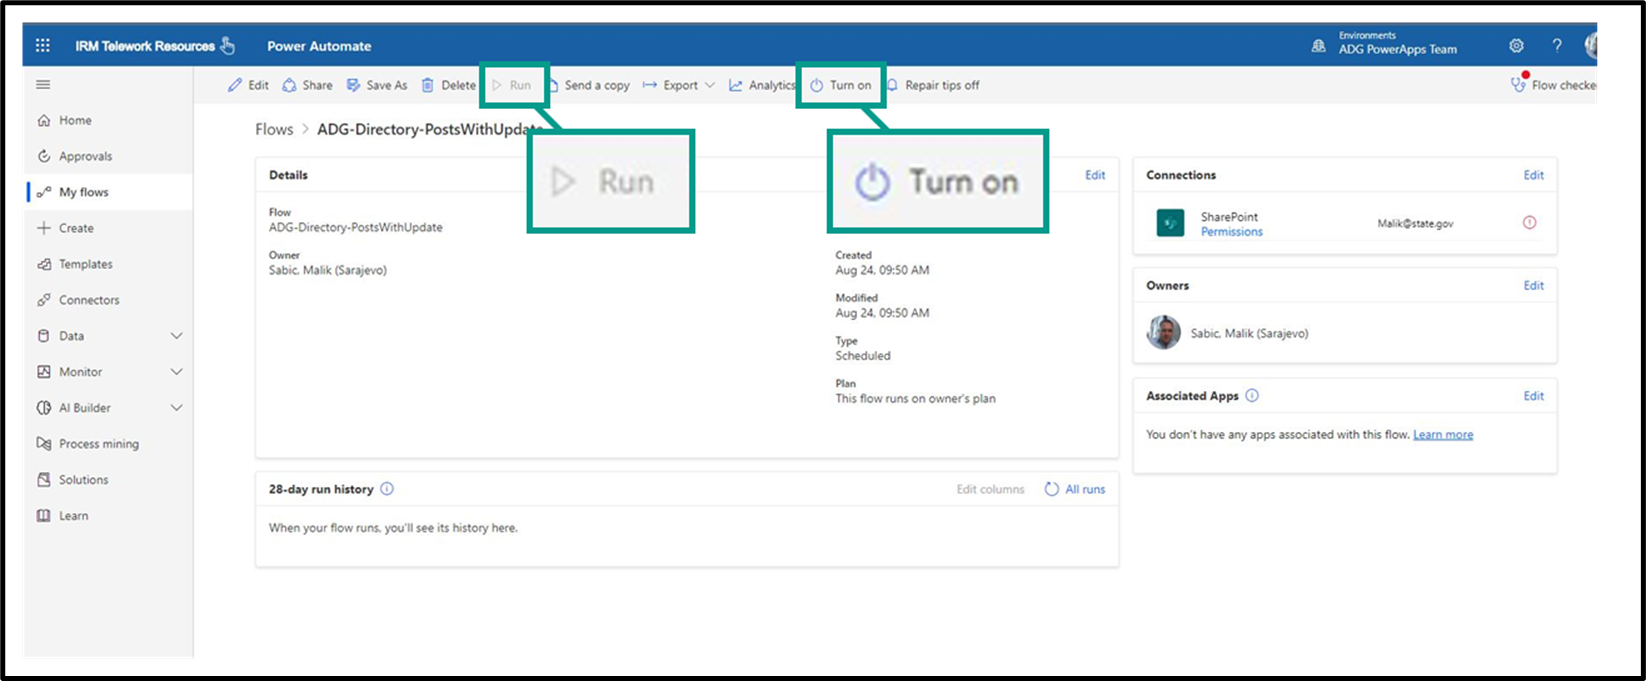 IRM Telework Resources
Power Automate
Environments
ADG PowerApps Team
?
Edit Share Save As Delete Run Send a copy Export Analytics Turn on Repair tips off
Flow checke
Home
Approvals
My flows
Create
Templates
Connectors
Data
Monitor
AI Builder
Process mining
Solutions
Learn
Flows > ADG-Directory-PostsWithUpdate
Run
Turn on
Details
Edit
Flow
ADG-Directory-PostsWithUpdate
Owner
Sabic, Malik (Sarajevo)
Created
Aug 24, 09:50 AM
Modified
Aug 24, 09:50 AM
Type
Scheduled
Plan
This flow runs on owner's plan
28-day run history
Edit columns
All runs
When your flow runs, you'll see its history here.
Connections
Edit
SharePoint
Permissions
Malik@state.gov
Owners
Edit
Sabic, Malik (Sarajevo)
Associated Apps
Edit
You don't have any apps associated with this flow. Learn more